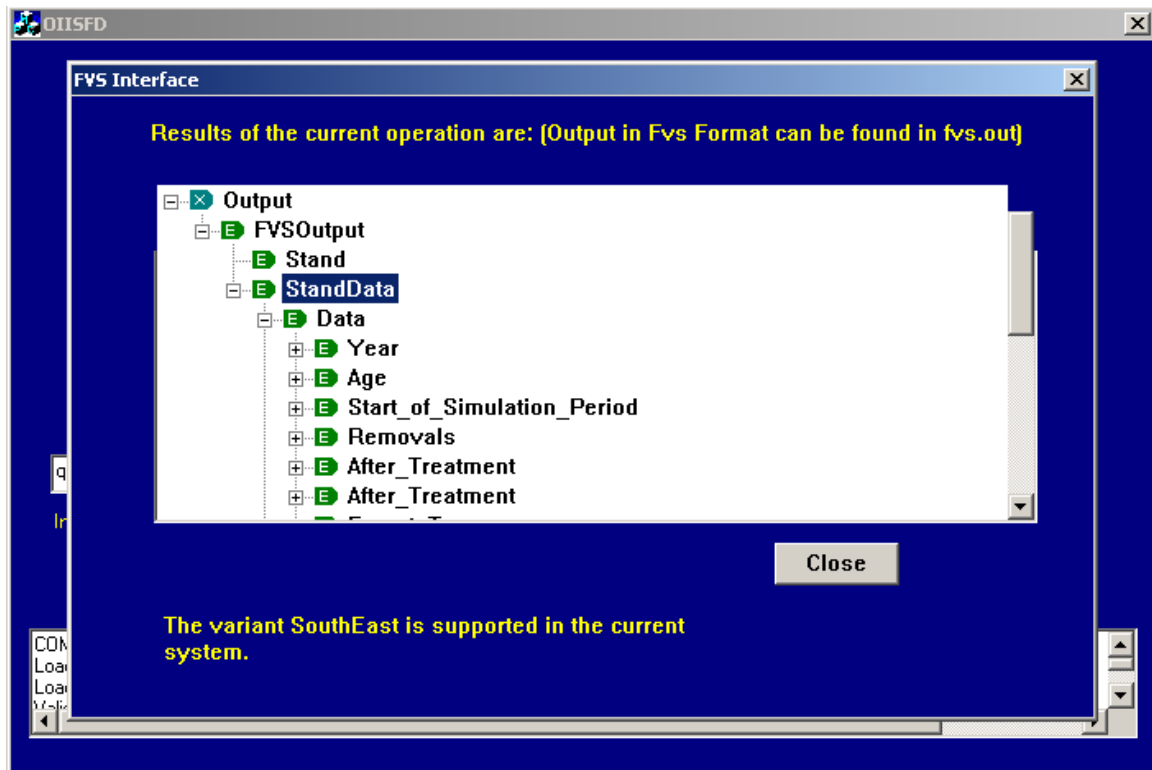 OIISFD
FVS Interface
Results of the current operation are: (Output in Fvs Format can be found in fvs.out)
Output
E FVSOutput
E Stand
E StandData
E Data
E Year
E Age
E Start_of_Simulation_Period
E Removals
E After_Treatment
E After_Treatment
q
Close
The variant SouthEast is supported in the current
system.